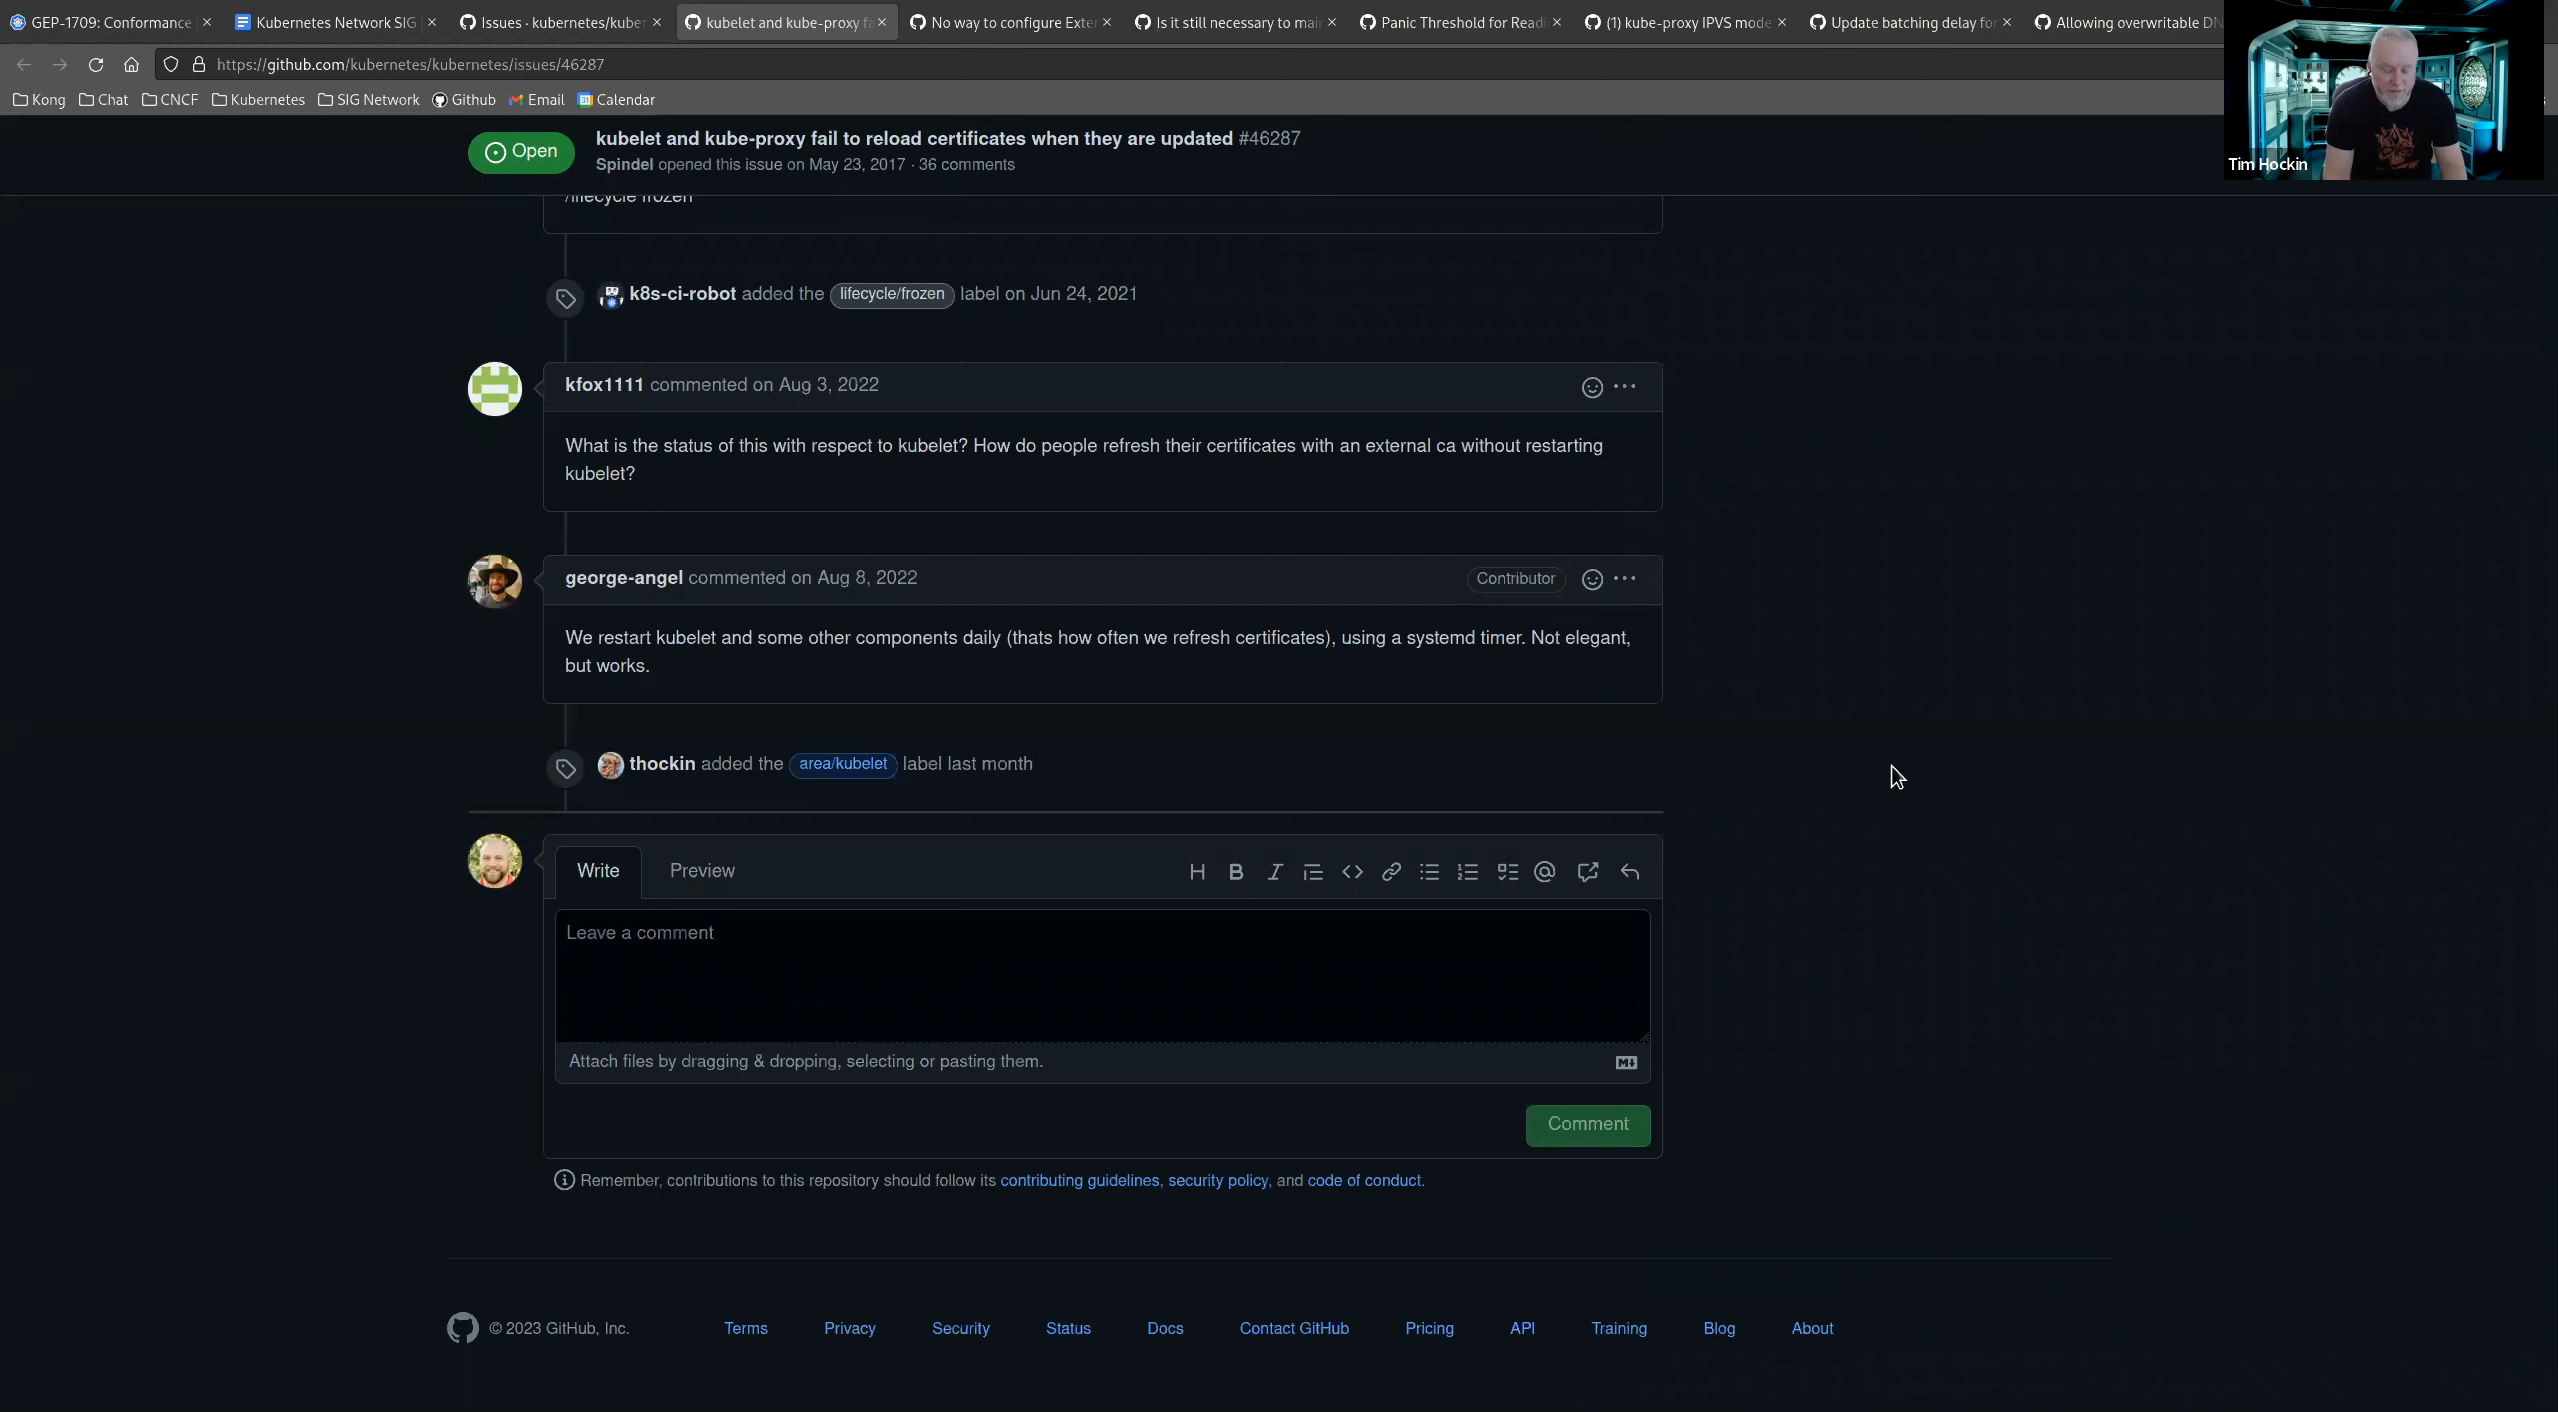 GEP-1709: Conformance
Kubernetes Network SIG
Issues · kubernetes/kuber
kubelet and kube-proxy fa
No way to configure Exter
Is it still necessary to main
Panic Threshold for Readi
(1) kube-proxy IPVS mode
Update batching delay for
Allowing overwritable DN
https://github.com/kubernetes/kubernetes/issues/46287
Kong
Chat
CNCF
Kubernetes
SIG Network
Github
Email
Calendar
Tim Hockin
Open
kubelet and kube-proxy fail to reload certificates when they are updated #46287
Spindel opened this issue on May 23, 2017 · 36 comments
/lifecycle frozen
k8s-ci-robot added the lifecycle/frozen label on Jun 24, 2021
kfox1111 commented on Aug 3, 2022
What is the status of this with respect to kubelet? How do people refresh their certificates with an external ca without restarting
kubelet?
george-angel commented on Aug 8, 2022
Contributor
We restart kubelet and some other components daily (thats how often we refresh certificates), using a systemd timer. Not elegant,
but works.
thockin added the area/kubelet label last month
Write
Preview
Leave a comment
Attach files by dragging & dropping, selecting or pasting them.
Comment
Remember, contributions to this repository should follow its contributing guidelines, security policy, and code of conduct.
© 2023 GitHub, Inc.
Terms
Privacy
Security
Status
Docs
Contact GitHub
Pricing
API
Training
Blog
About